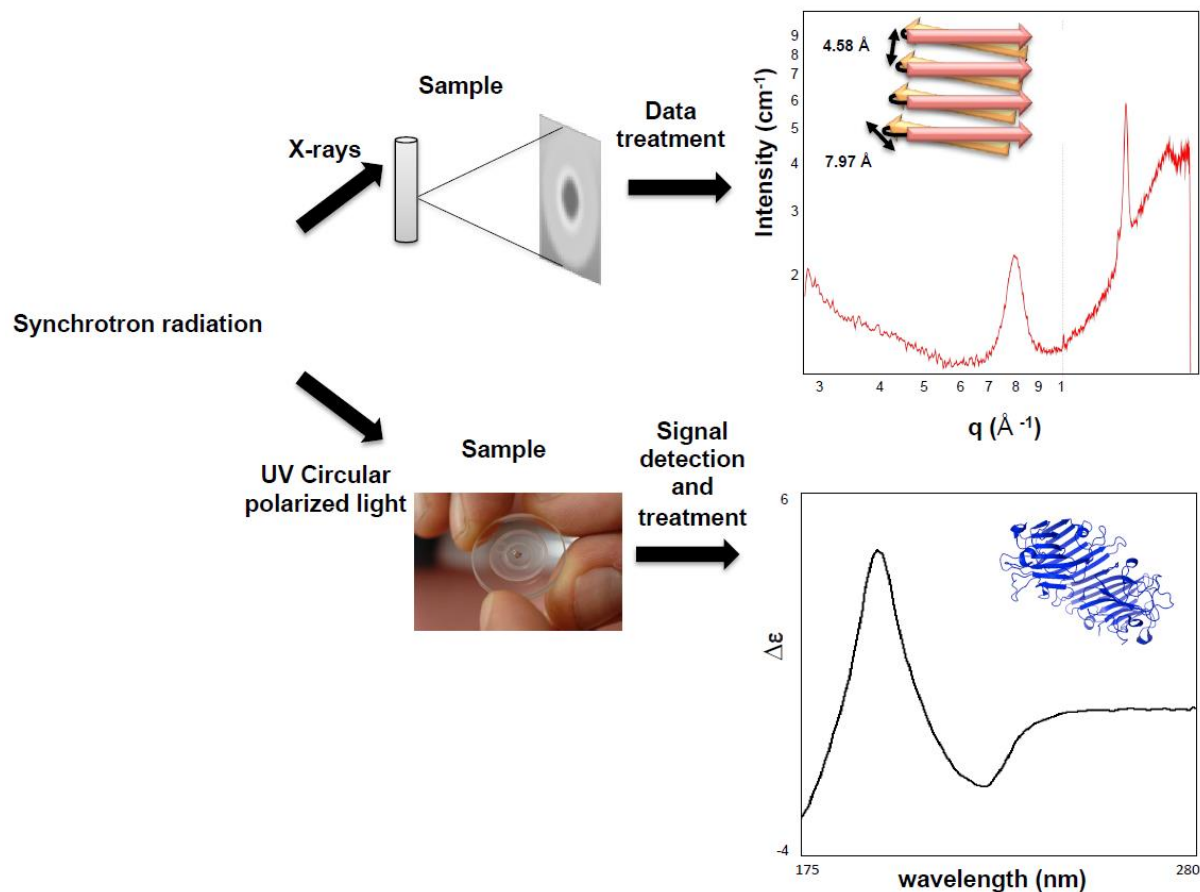 Sample
X-rays
Data
treatment
Synchrotron radiation
UV Circular
polarized light
Sample
Signal
detection
and
treatment
4.58 Å
7.97 Å
Intensity (cm⁻¹)
9
8
7
6
5
4
3
2
3 4 5 6 7 8 9 1
q (Å ⁻¹)
6
Δε
-4
175 280
wavelength (nm)